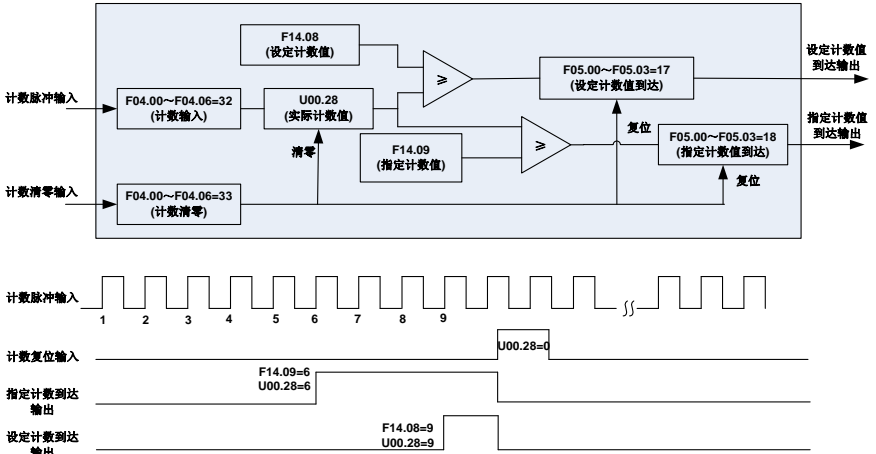 F14.08
(设定计数值)
设定计数值
到达输出
F05.00～F05.03=17
(设定计数值到达)
≥
计数脉冲输入
F04.00～F04.06=32
(计数输入)
U00.28
(实际计数值)
指定计数值
到达输出
复位
F05.00～F05.03=18
(指定计数值到达)
清零
F14.09
(指定计数值)
≥
复位
计数清零输入
F04.00～F04.06=33
(计数清零)
计数脉冲输入
1 2 3 4 5 6 7 8 9
计数复位输入
U00.28=0
F14.09=6
U00.28=6
指定计数到达
输出
F14.08=9
U00.28=9
设定计数到达
输出